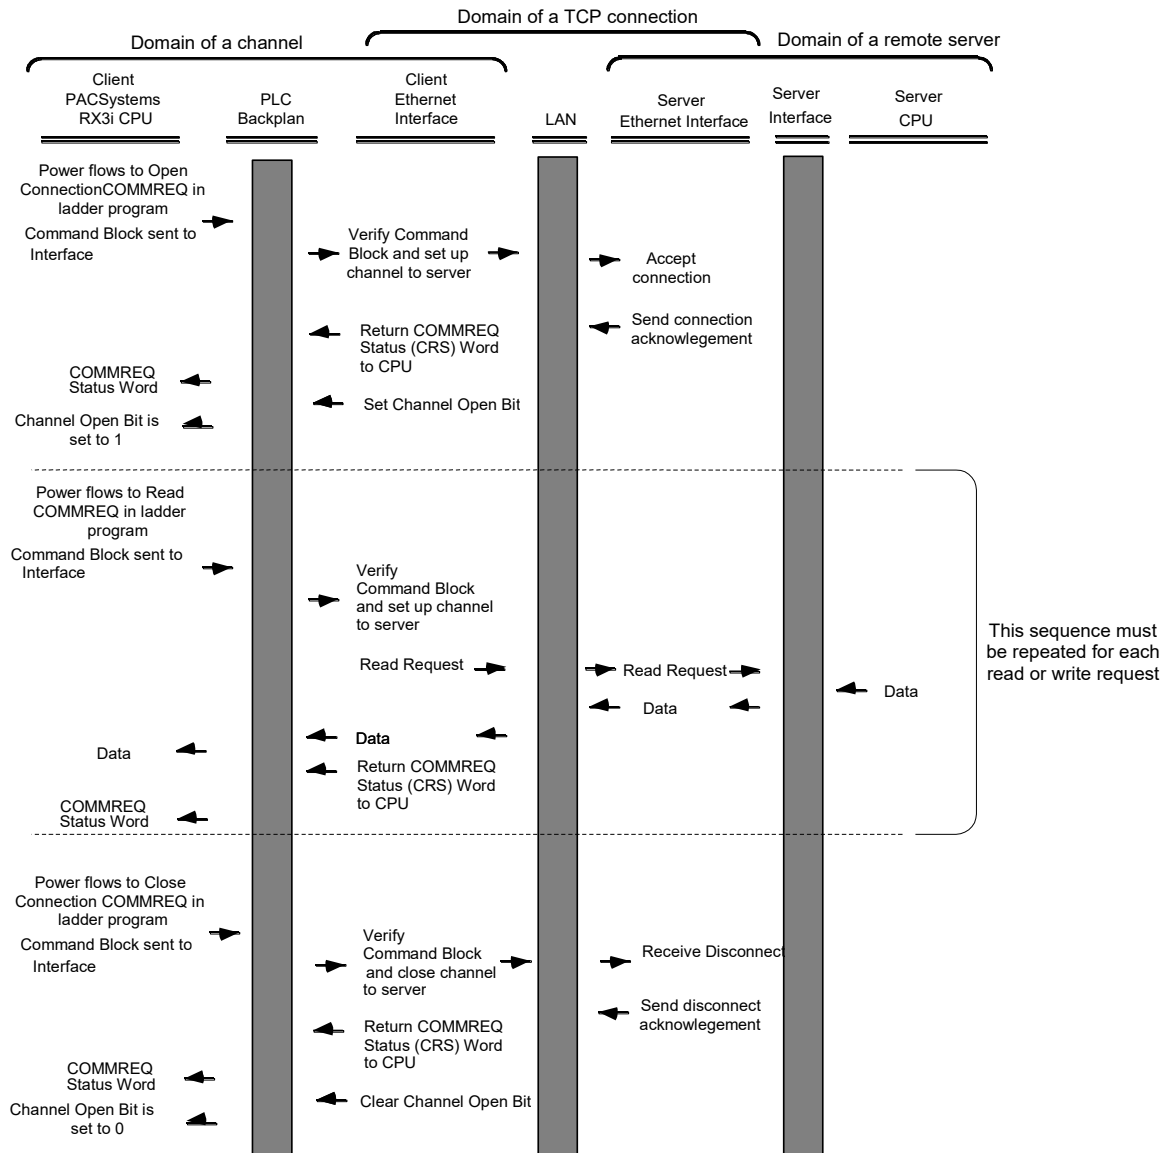 Domain of a TCP connection
Domain of a channel
Domain of a remote server
Client
PACSystems
RX3i CPU
PLC
Backplan
Client
Ethernet
Interface
LAN
Server
Ethernet Interface
Server
Interface
Server
CPU
Power flows to Open
ConnectionCOMMREQ in
ladder program
Command Block sent to
Interface
Verify Command
Block and set up
channel to server
Accept
connection
Send connection
acknowlegement
Return COMMREQ
Status (CRS) Word
to CPU
COMMREQ
Status Word
Set Channel Open Bit
Channel Open Bit is
set to 1
Power flows to Read
COMMREQ in ladder
program
Command Block sent to
Interface
Verify
Command Block
and set up channel
to server
Read Request
Read Request
Data
Data
Data
Data
Return COMMREQ
Status (CRS) Word
to CPU
COMMREQ
Status Word
This sequence must
be repeated for each
read or write request
Power flows to Close
Connection COMMREQ in
ladder program
Command Block sent to
Interface
Verify
Command Block
and close channel
to server
Receive Disconnect
Send disconnect
acknowlegement
Return COMMREQ
Status (CRS) Word
to CPU
COMMREQ
Status Word
Clear Channel Open Bit
Channel Open Bit is
set to 0